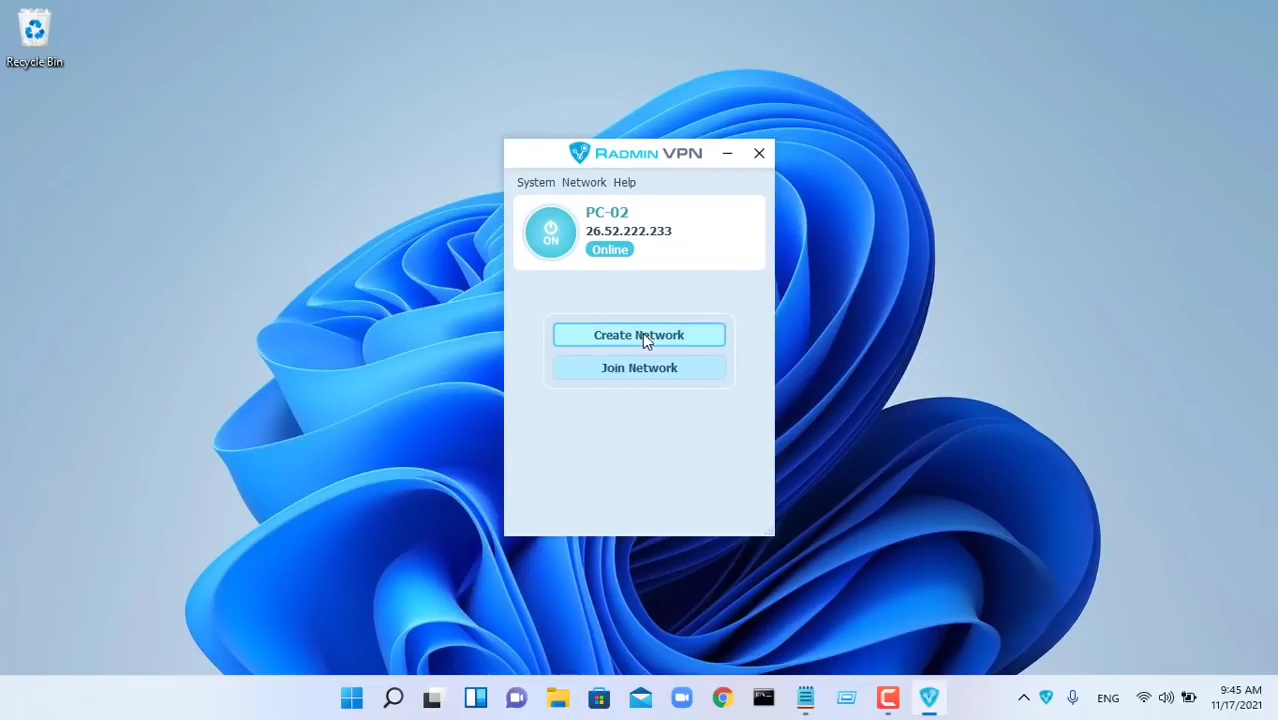 Recycle Bin
RADMIN VPN
System Network Help
ON
PC-02
26.52.222.233
Online
Create Network
Join Network
ENG
9:45 AM
11/17/2021